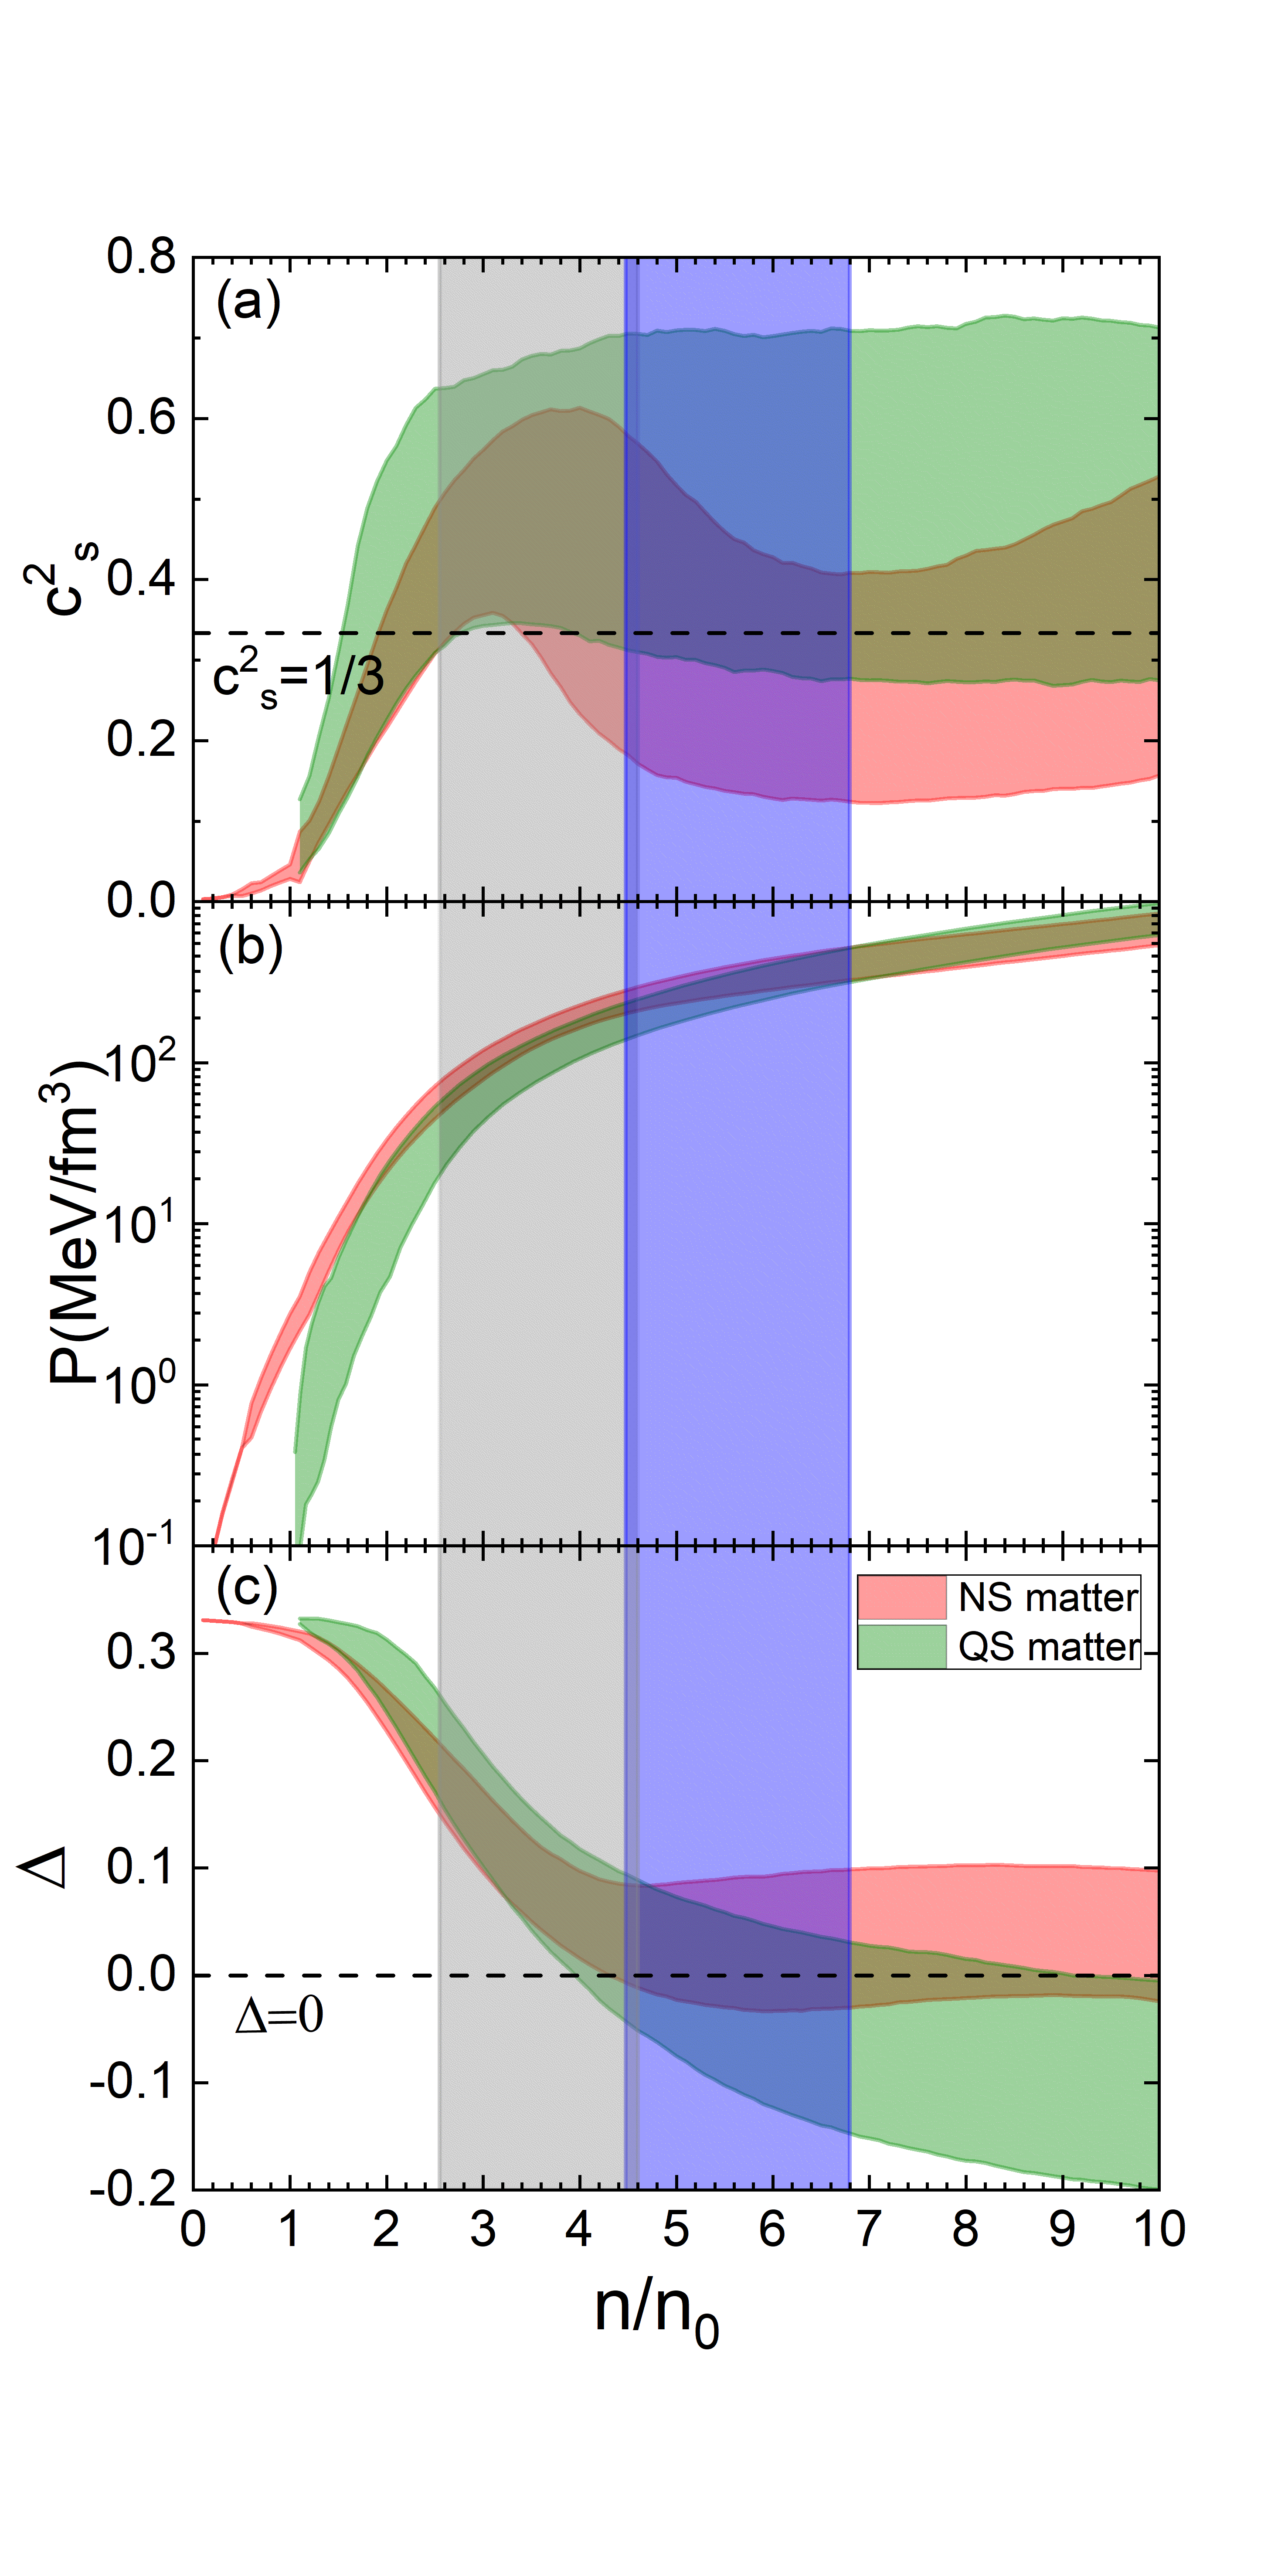 (a)
0.8
0.6
0.4
0.2
0.0
c²ₛ
c²ₛ=1/3
(b)
10²
10¹
10⁰
10⁻¹
P(MeV/fm³)
(c)
NS matter
QS matter
0.3
0.2
0.1
0.0
-0.1
-0.2
Δ
Δ=0
0 1 2 3 4 5 6 7 8 9 10
n/n₀